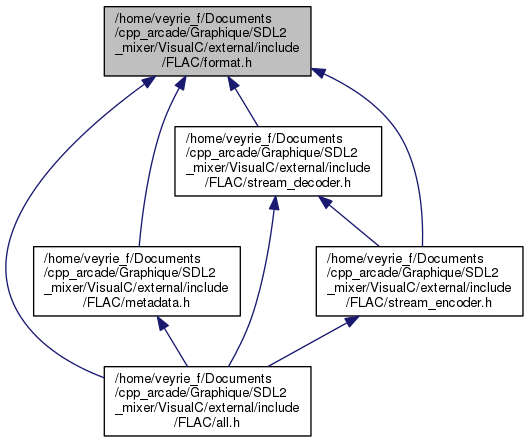 /home/veyrie_f/Documents
/cpp_arcade/Graphique/SDL2
_mixer/VisualC/external/include
/FLAC/format.h
/home/veyrie_f/Documents
/cpp_arcade/Graphique/SDL2
_mixer/VisualC/external/include
/FLAC/stream_decoder.h
/home/veyrie_f/Documents
/cpp_arcade/Graphique/SDL2
_mixer/VisualC/external/include
/FLAC/metadata.h
/home/veyrie_f/Documents
/cpp_arcade/Graphique/SDL2
_mixer/VisualC/external/include
/FLAC/stream_encoder.h
/home/veyrie_f/Documents
/cpp_arcade/Graphique/SDL2
_mixer/VisualC/external/include
/FLAC/all.h